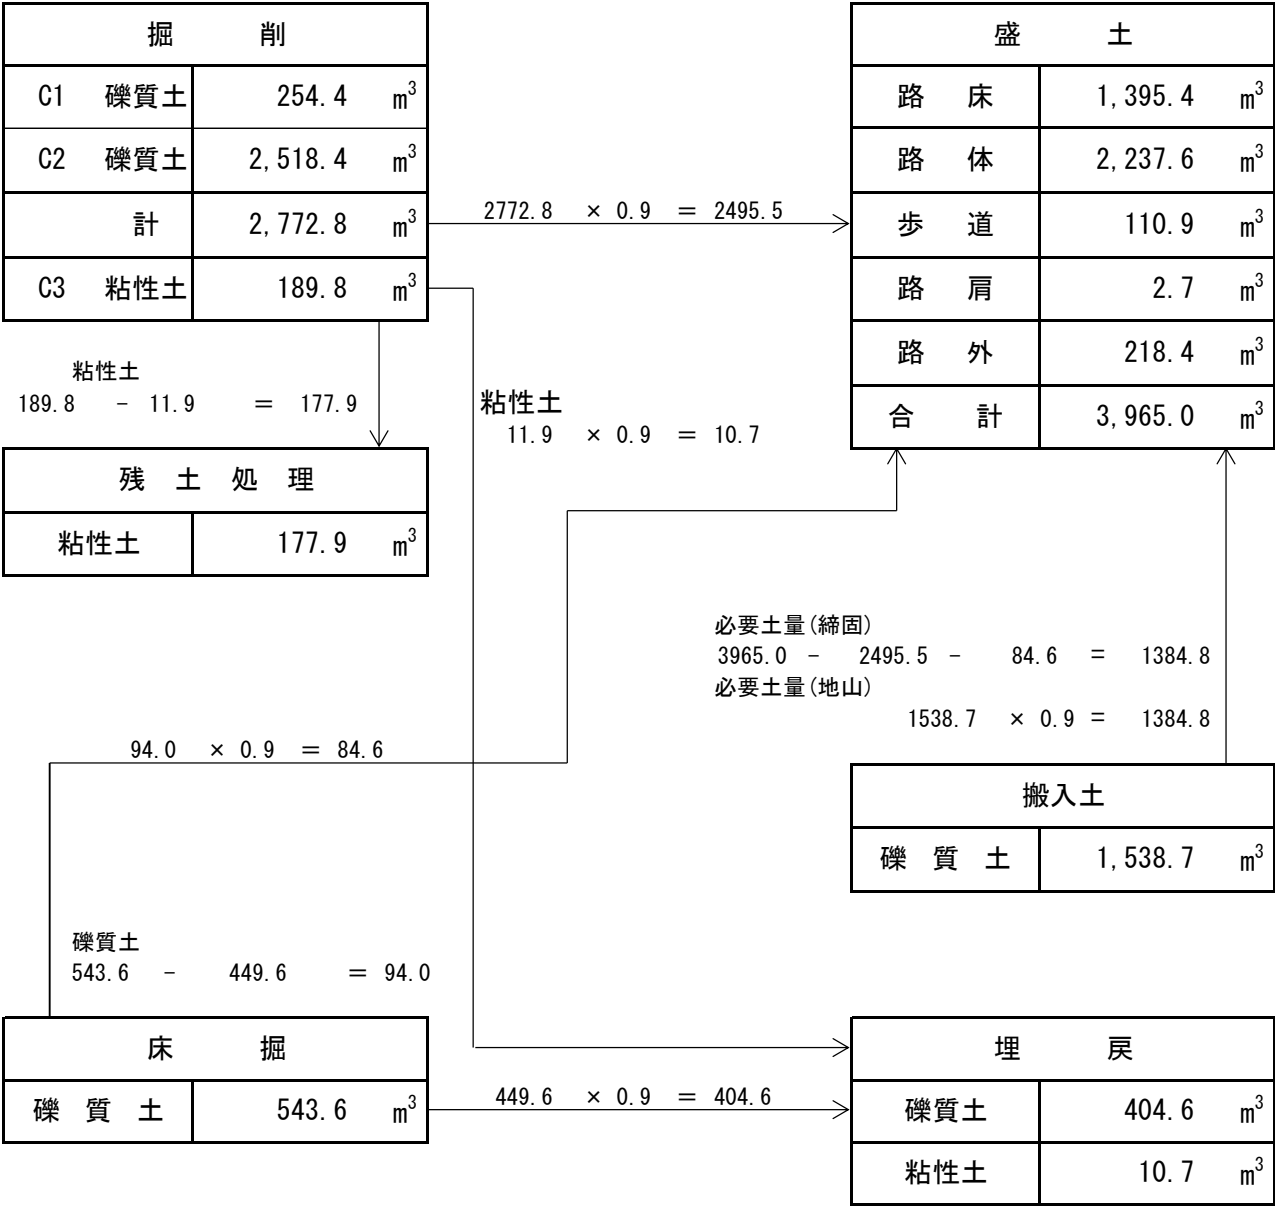 掘 削
C1 礫質土 254.4 m³
C2 礫質土 2,518.4 m³
計 2,772.8 m³
C3 粘性土 189.8 m³
2772.8 × 0.9 = 2495.5
盛 土
路 床 1,395.4 m³
路 体 2,237.6 m³
歩 道 110.9 m³
路 肩 2.7 m³
路 外 218.4 m³
合 計 3,965.0 m³
粘性土
189.8 - 11.9 = 177.9
粘性土
11.9 × 0.9 = 10.7
残 土 処 理
粘性土 177.9 m³
必要土量(締固)
3965.0 - 2495.5 - 84.6 = 1384.8
必要土量(地山)
1538.7 × 0.9 = 1384.8
94.0 × 0.9 = 84.6
搬入土
礫 質 土 1,538.7 m³
礫質土
543.6 - 449.6 = 94.0
床 掘
礫 質 土 543.6 m³
449.6 × 0.9 = 404.6
埋 戻
礫質土 404.6 m³
粘性土 10.7 m³